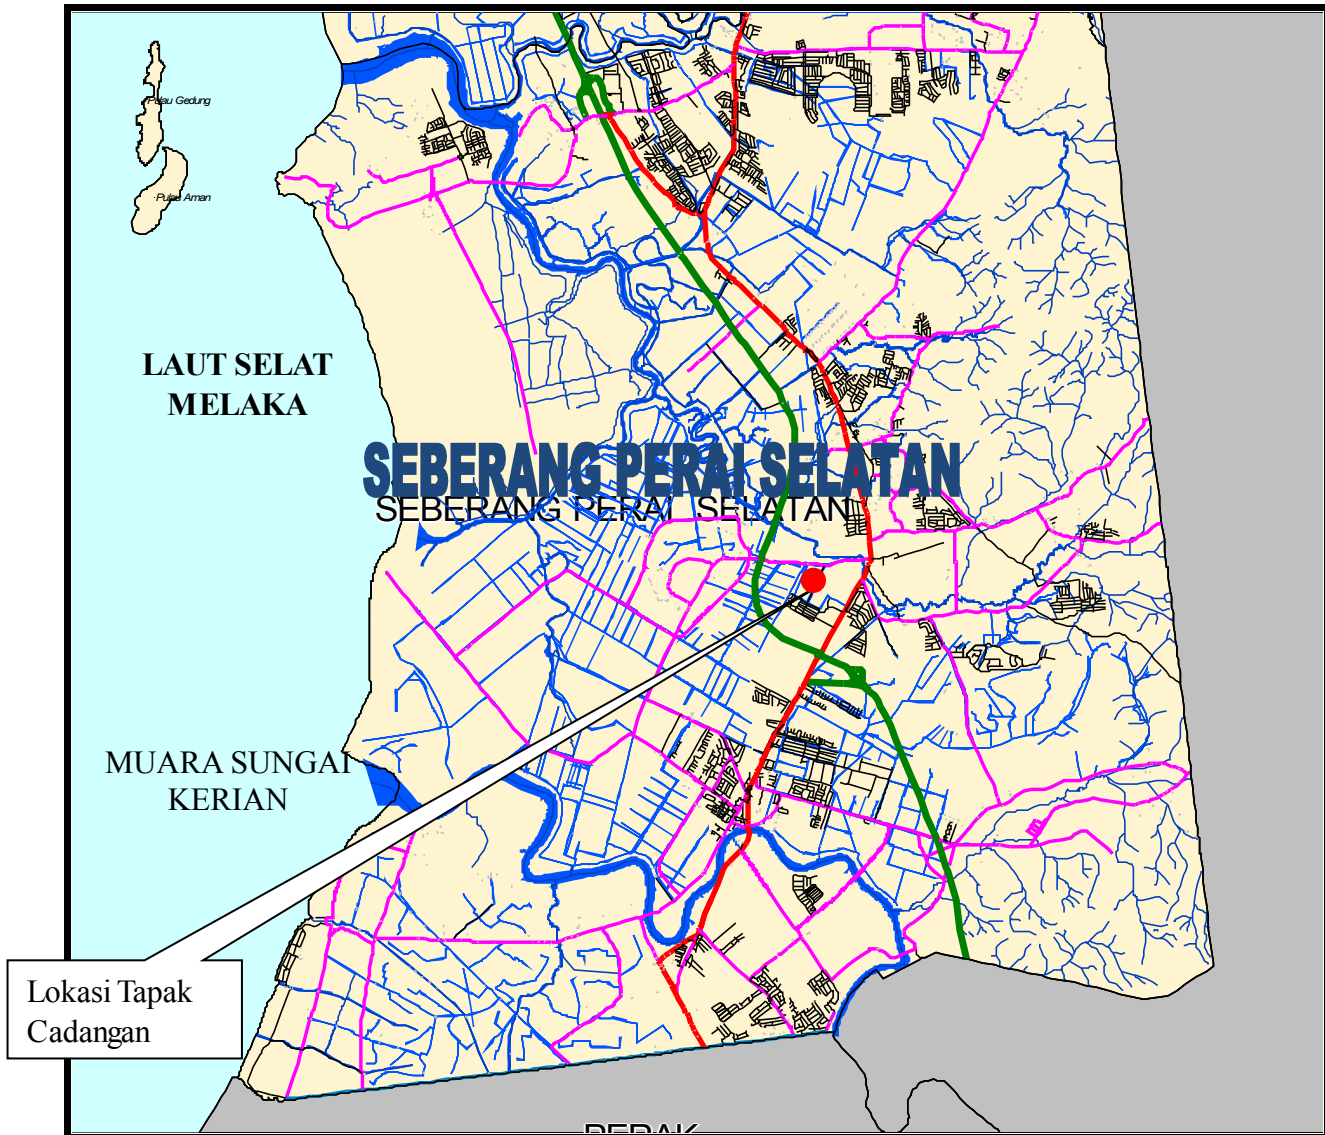 Pulau Gedung
Pulau Aman
LAUT SELAT
MELAKA
SEBERANG PERAI SELATAN
SEBERANG PERAI SELATAN
MUARA SUNGAI
KERIAN
Lokasi Tapak
Cadangan
PERAK